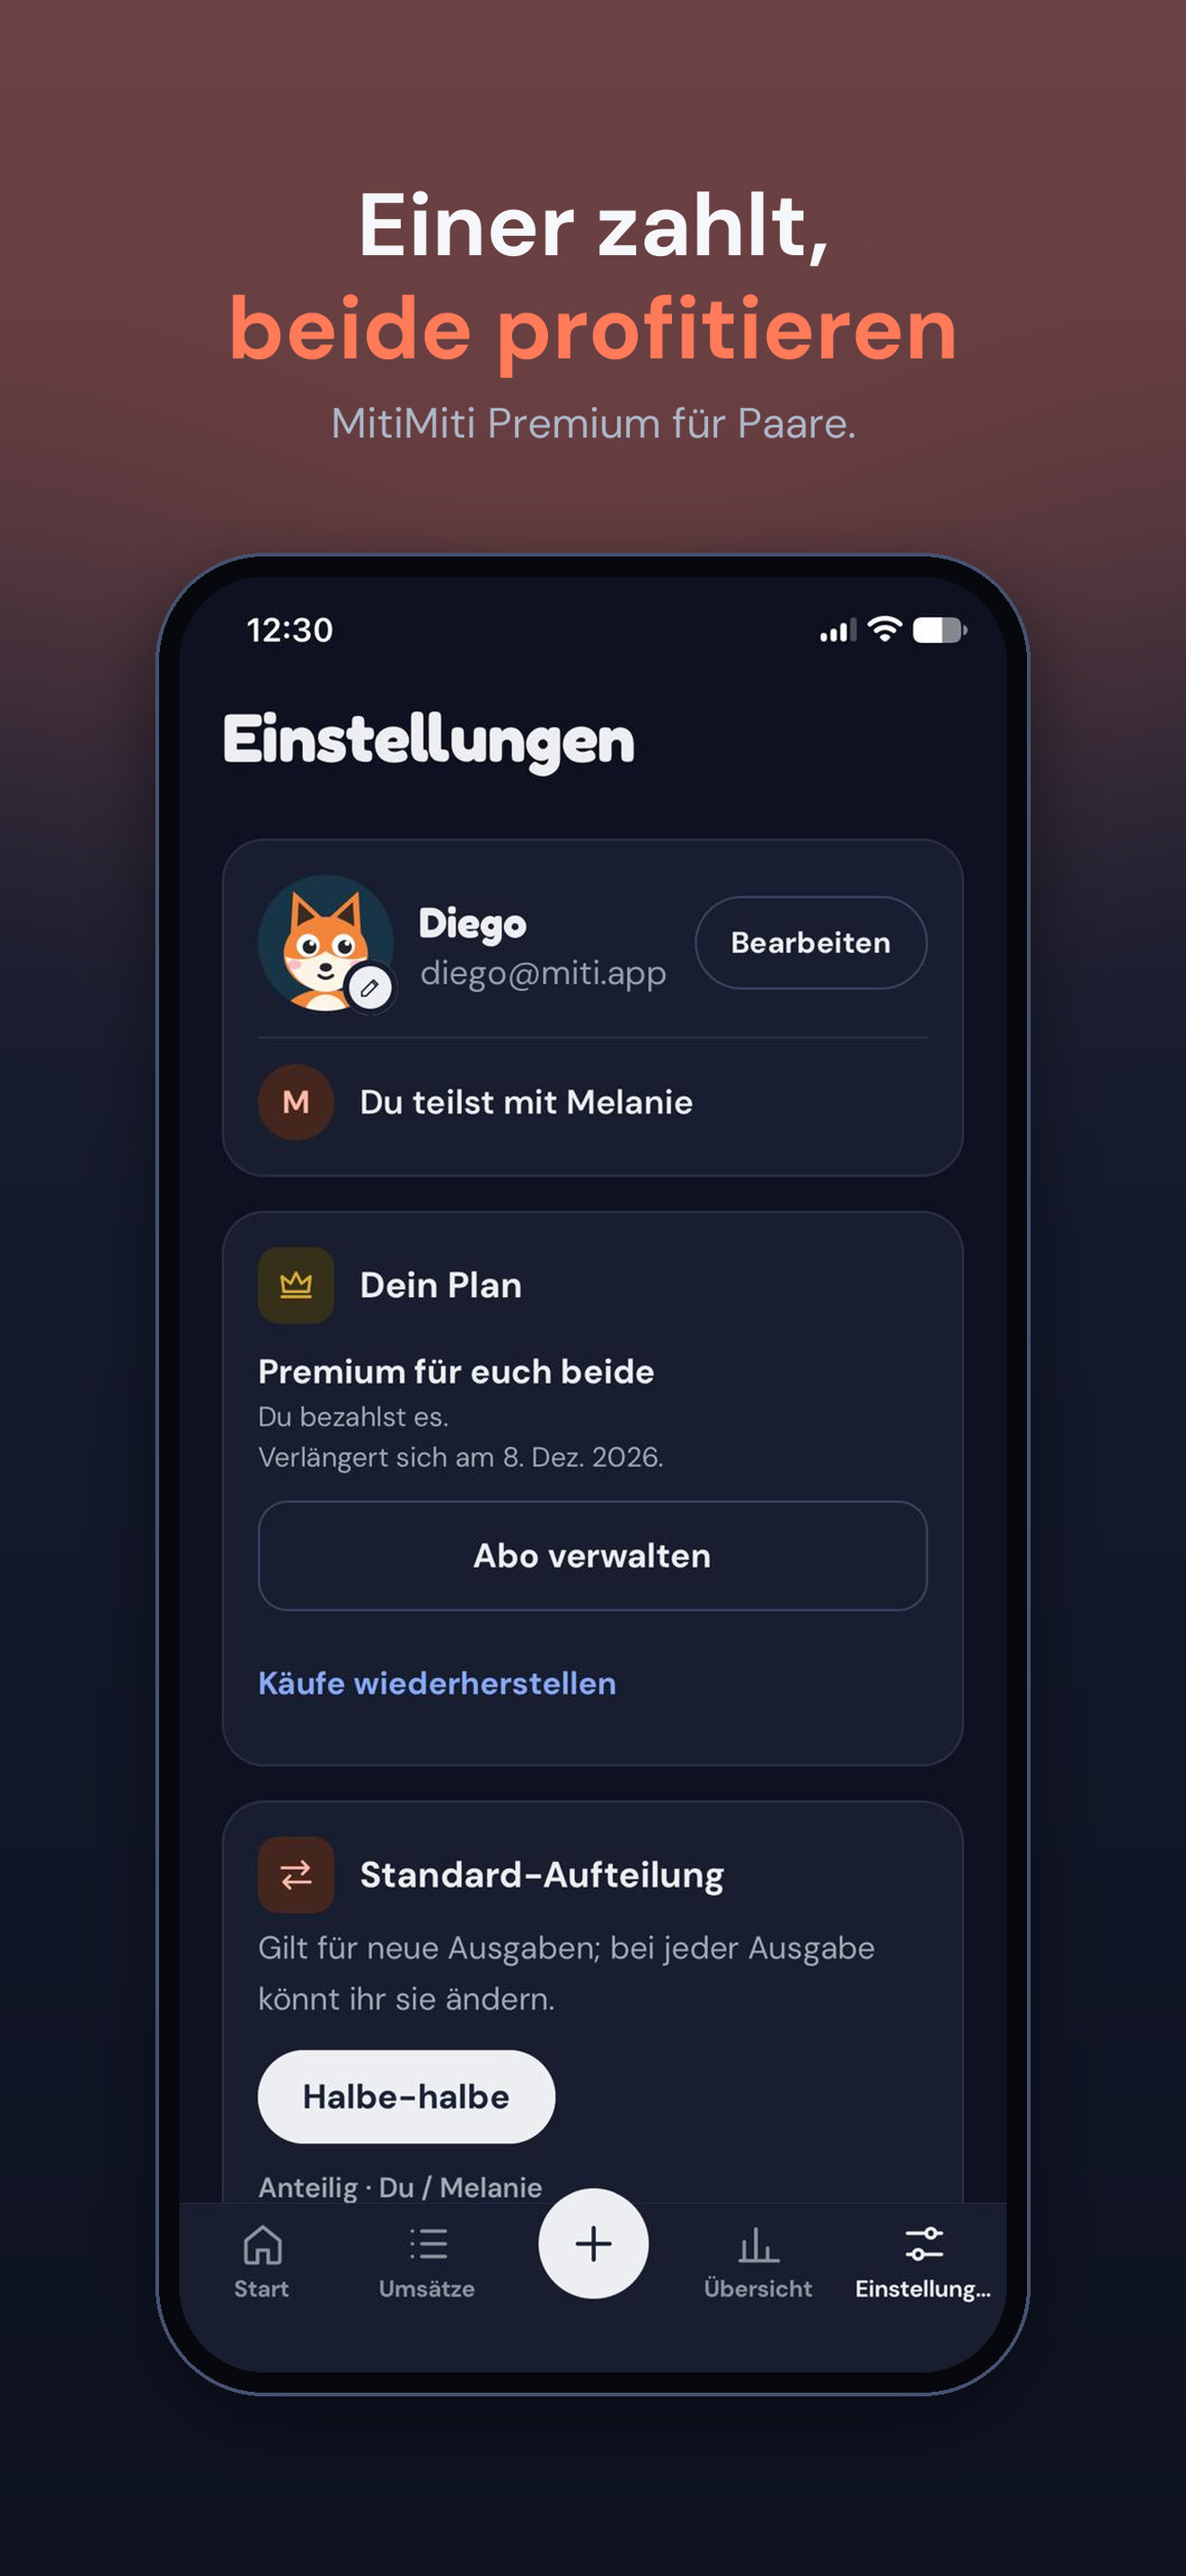 Einer zahlt,
beide profitieren
MitiMiti Premium für Paare.
12:30
Einstellungen
Diego
diego@miti.app
Bearbeiten
M
Du teilst mit Melanie
Dein Plan
Premium für euch beide
Du bezahlst es.
Verlängert sich am 8. Dez. 2026.
Abo verwalten
Käufe wiederherstellen
Standard-Aufteilung
Gilt für neue Ausgaben; bei jeder Ausgabe
könnt ihr sie ändern.
Halbe-halbe
Anteilig · Du / Melanie
Start
Umsätze
Übersicht
Einstellung...